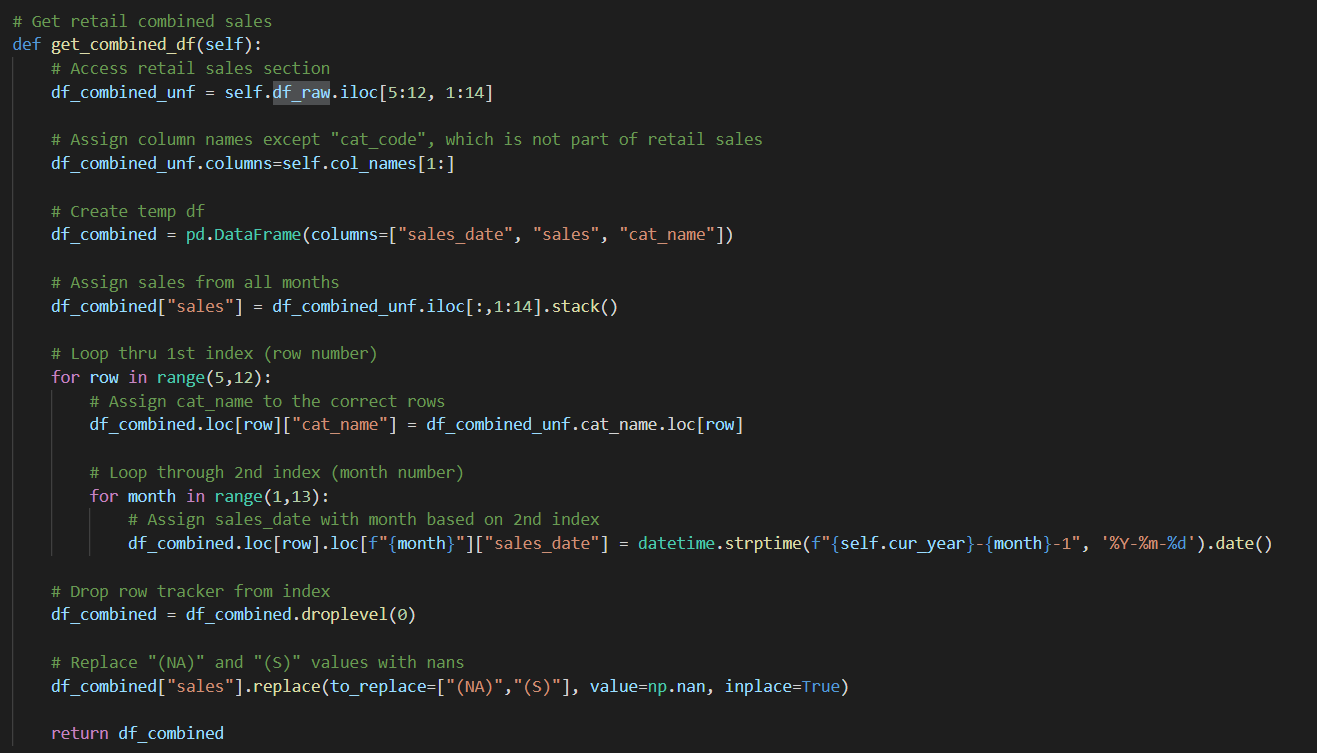 # Get retail combined sales
def get_combined_df(self):
    # Access retail sales section
    df_combined_unf = self.df_raw.iloc[5:12, 1:14]

    # Assign column names except "cat_code", which is not part of retail sales
    df_combined_unf.columns=self.col_names[1:]

    # Create temp df
    df_combined = pd.DataFrame(columns=["sales_date", "sales", "cat_name"])

    # Assign sales from all months
    df_combined["sales"] = df_combined_unf.iloc[:,1:14].stack()

    # Loop thru 1st index (row number)
    for row in range(5,12):
        # Assign cat_name to the correct rows
        df_combined.loc[row]["cat_name"] = df_combined_unf.cat_name.loc[row]

        # Loop through 2nd index (month number)
        for month in range(1,13):
            # Assign sales_date with month based on 2nd index
            df_combined.loc[row].loc[f"{month}"]["sales_date"] = datetime.strptime(f"{self.cur_year}-{month}-1", '%Y-%m-%d').date()

    # Drop row tracker from index
    df_combined = df_combined.droplevel(0)

    # Replace "(NA)" and "(S)" values with nans
    df_combined["sales"].replace(to_replace=["(NA)","(S)"], value=np.nan, inplace=True)

    return df_combined